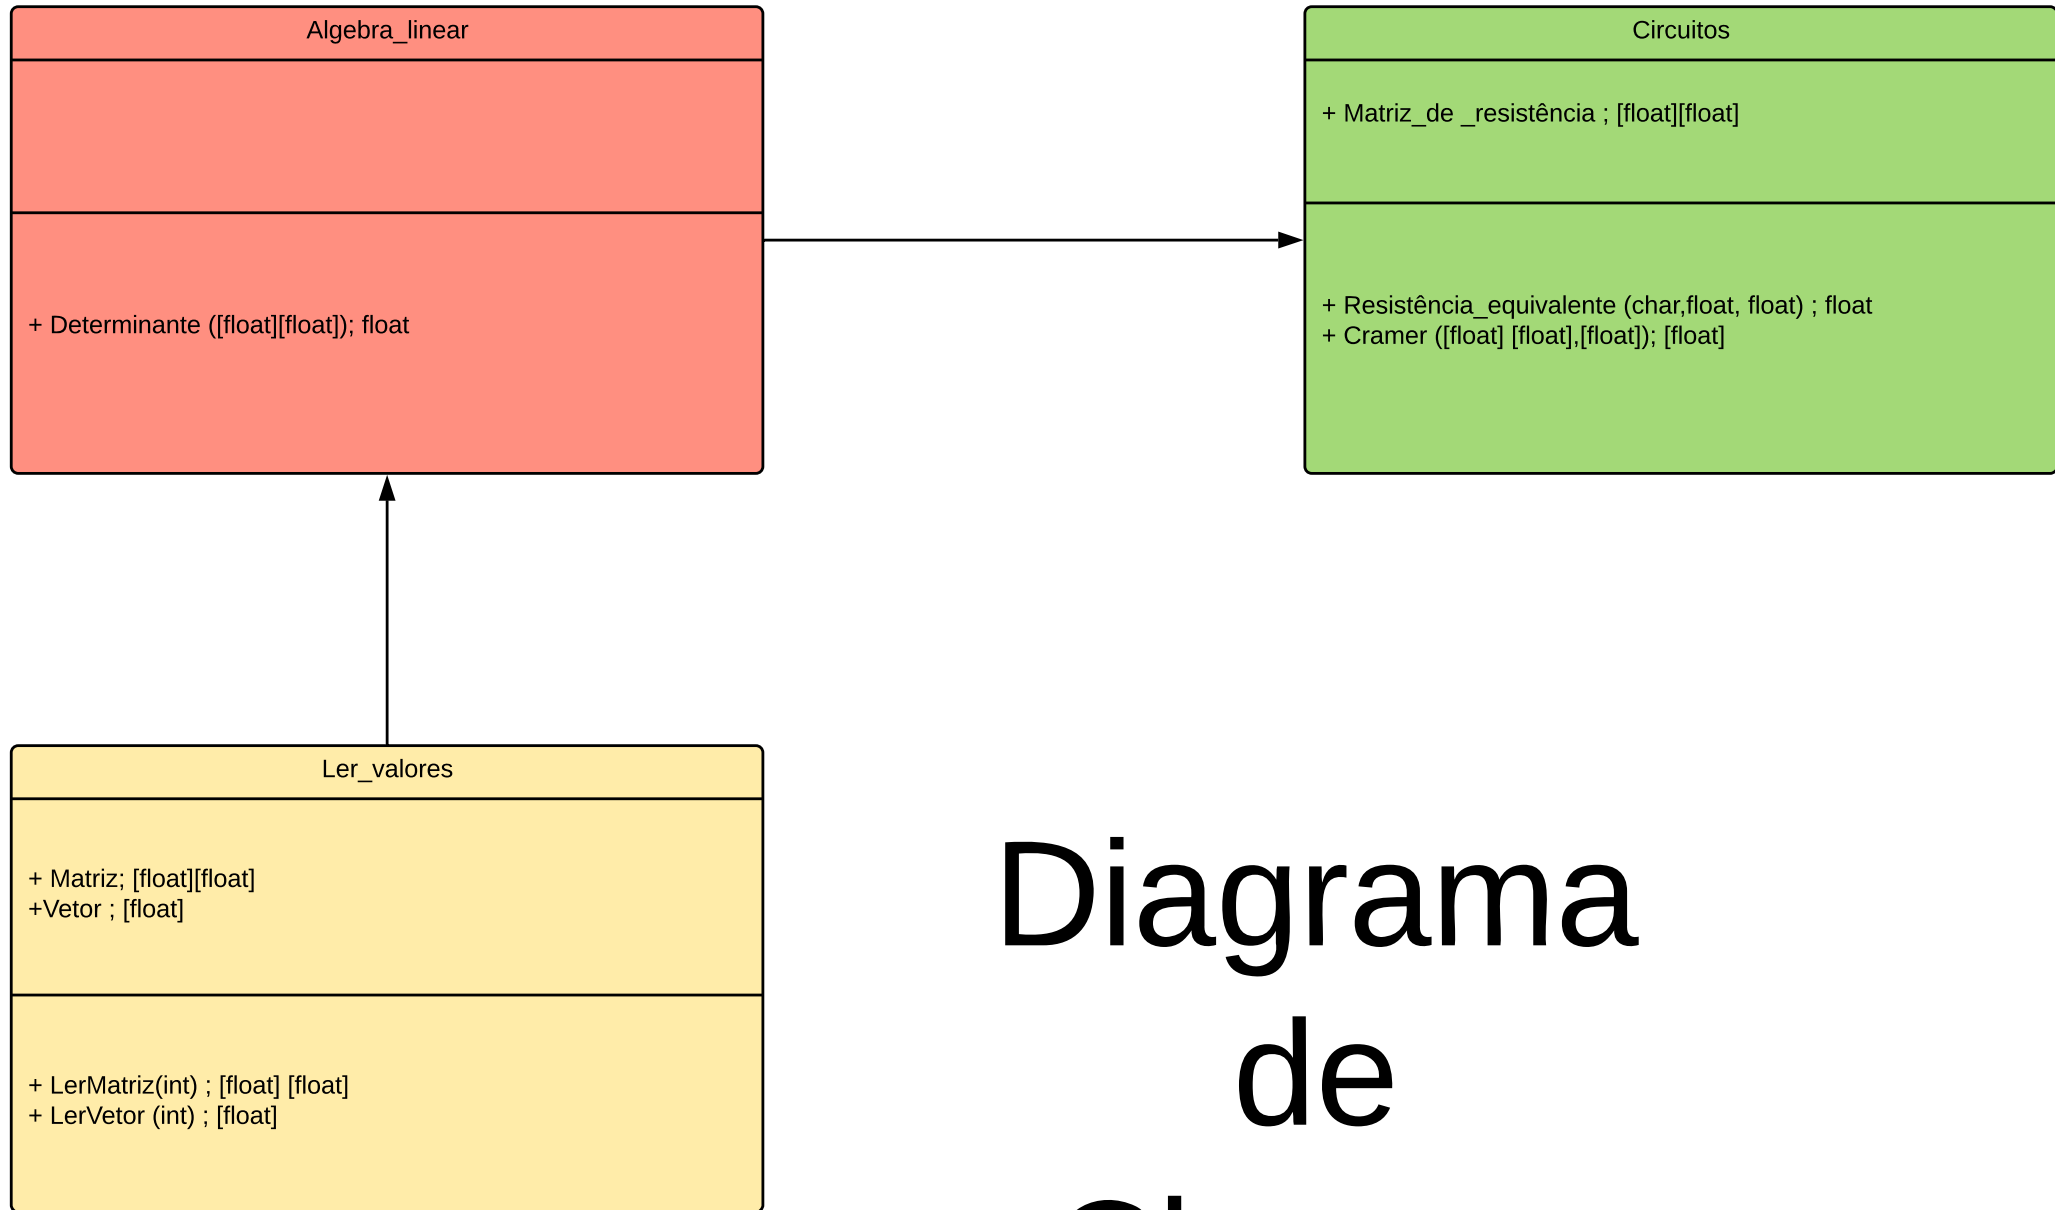 Algebra_linear
+ Determinante ([float][float]); float
Circuitos
+ Matriz_de _resistência ; [float][float]
+ Resistência_equivalente (char,float, float) ; float
+ Cramer ([float] [float],[float]); [float]
Ler_valores
+ Matriz; [float][float]
+Vetor ; [float]
+ LerMatriz(int) ; [float] [float]
+ LerVetor (int) ; [float]
Diagrama
de